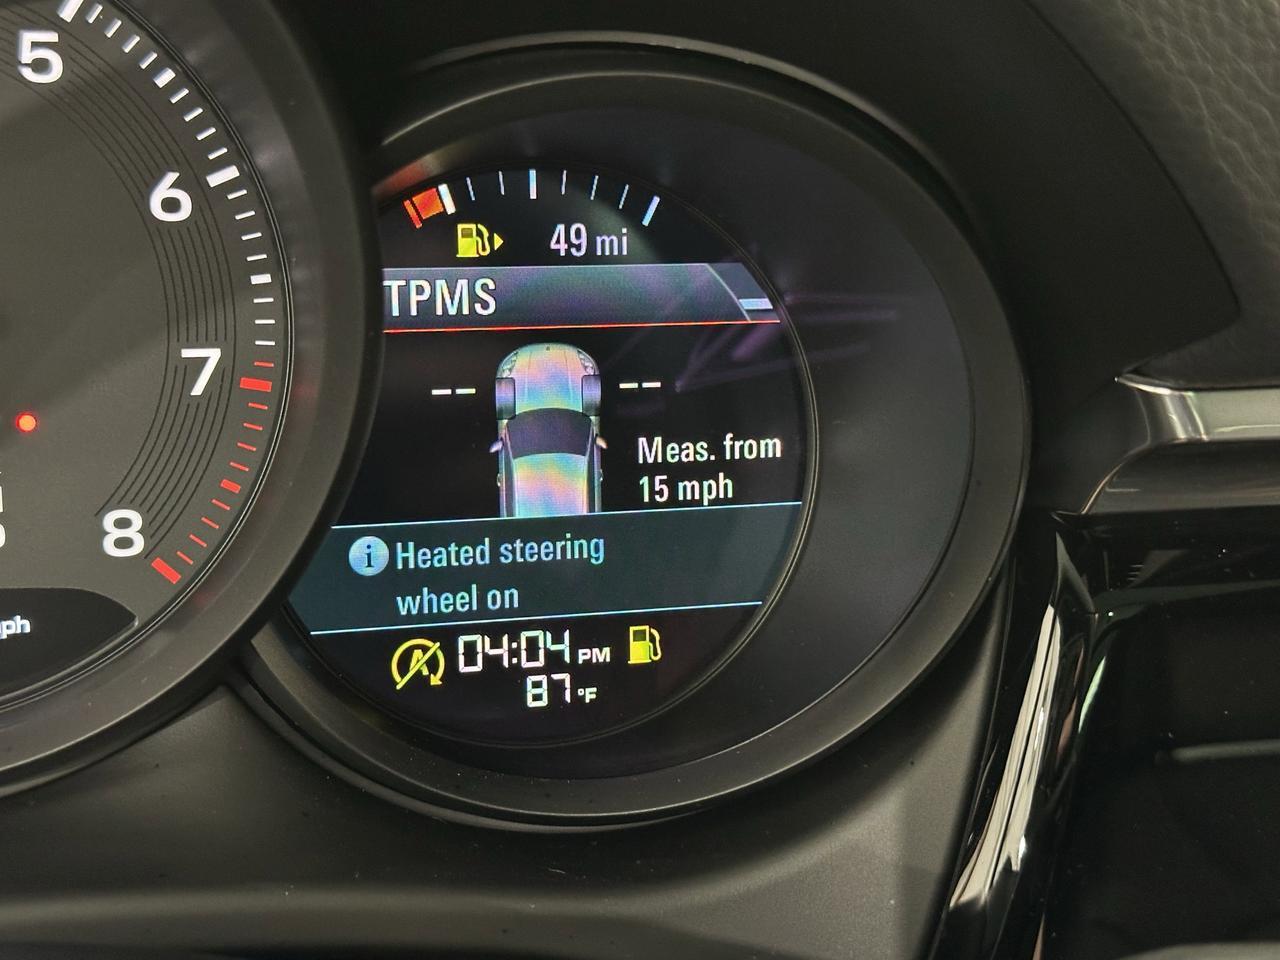 5
6
7
8
49 mi
TPMS
-- --
Meas. from
15 mph
i Heated steering
wheel on
A 04:04 PM
87 °F